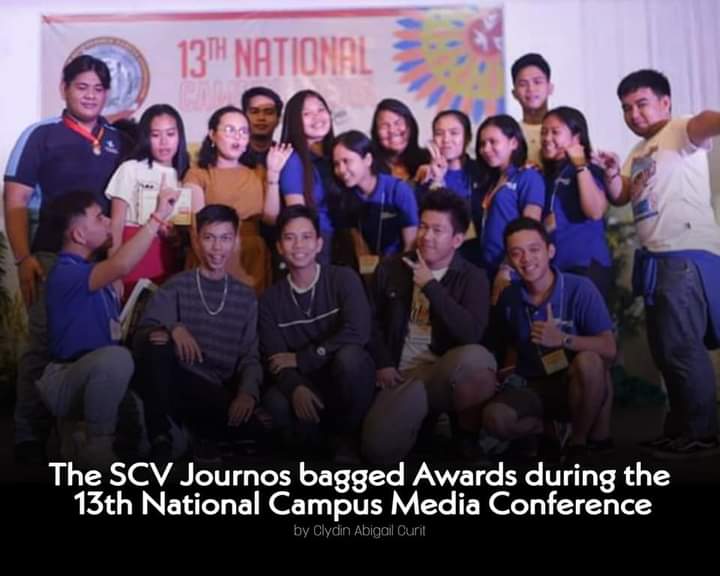 13TH NATIONAL
The SCV Journos bagged Awards during the
13th National Campus Media Conference
by Clydin Abigail Curit